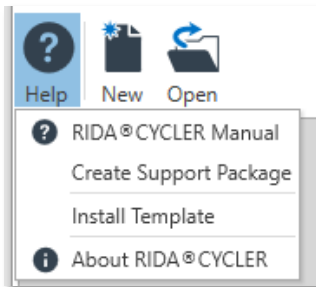 Help New Open
RIDA®CYCLER Manual
Create Support Package
Install Template
About RIDA®CYCLER